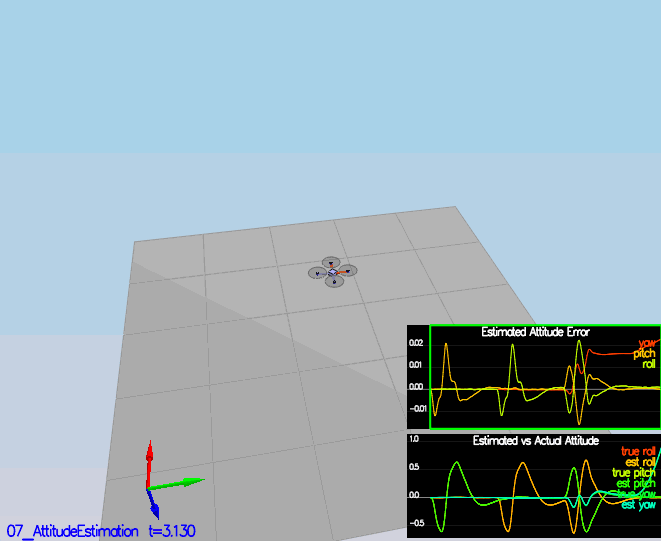 Estimated Attitude Error
yaw
pitch
roll
0.02
0.01
0.00
-0.01
Estimated vs Actual Attitude
1.0
0.5
0.0
-0.5
true roll
est roll
true pitch
est pitch
true yaw
est yaw
07_AttitudeEstimation t=3.130